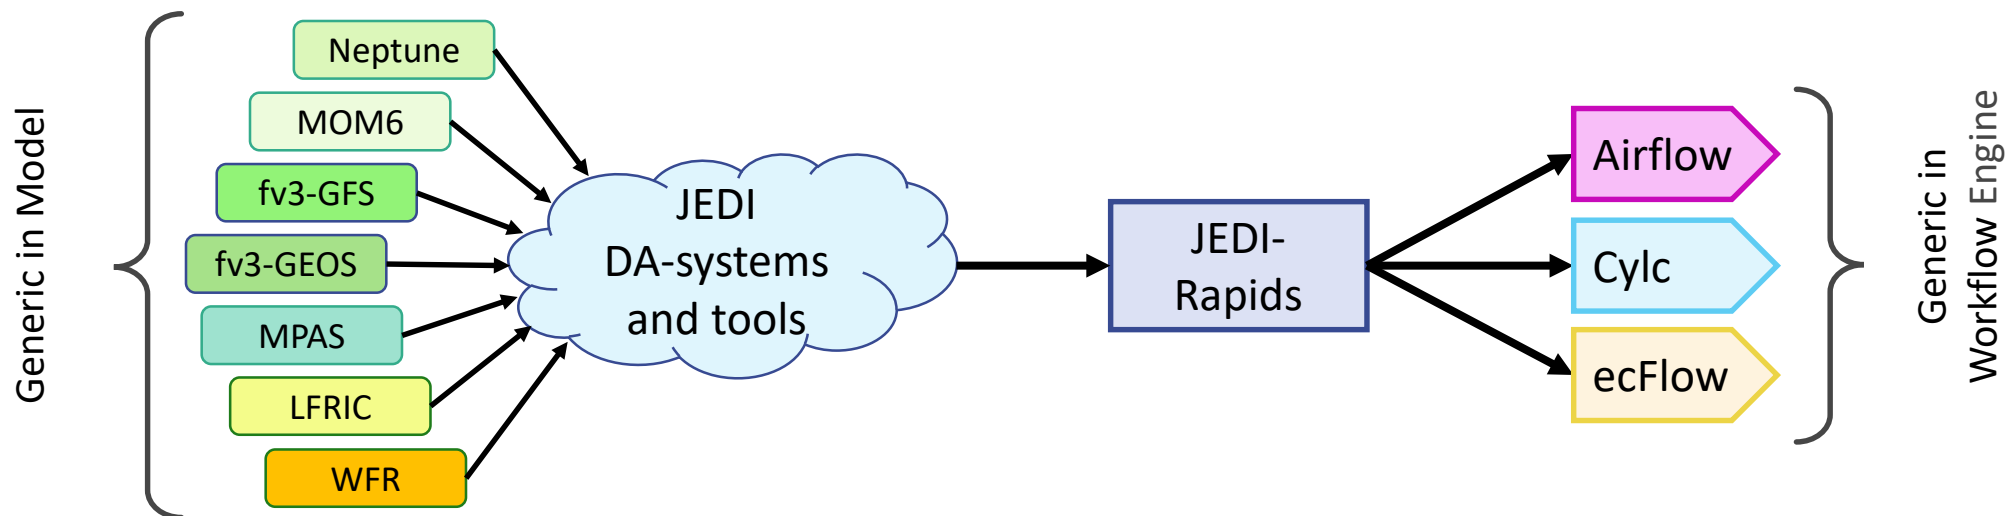 Generic in Model
Neptune
MOM6
fv3-GFS
fv3-GEOS
MPAS
LFRIC
WFR
JEDI
DA-systems
and tools
JEDI-
Rapids
Airflow
Cylc
ecFlow
Generic in
Workflow Engine